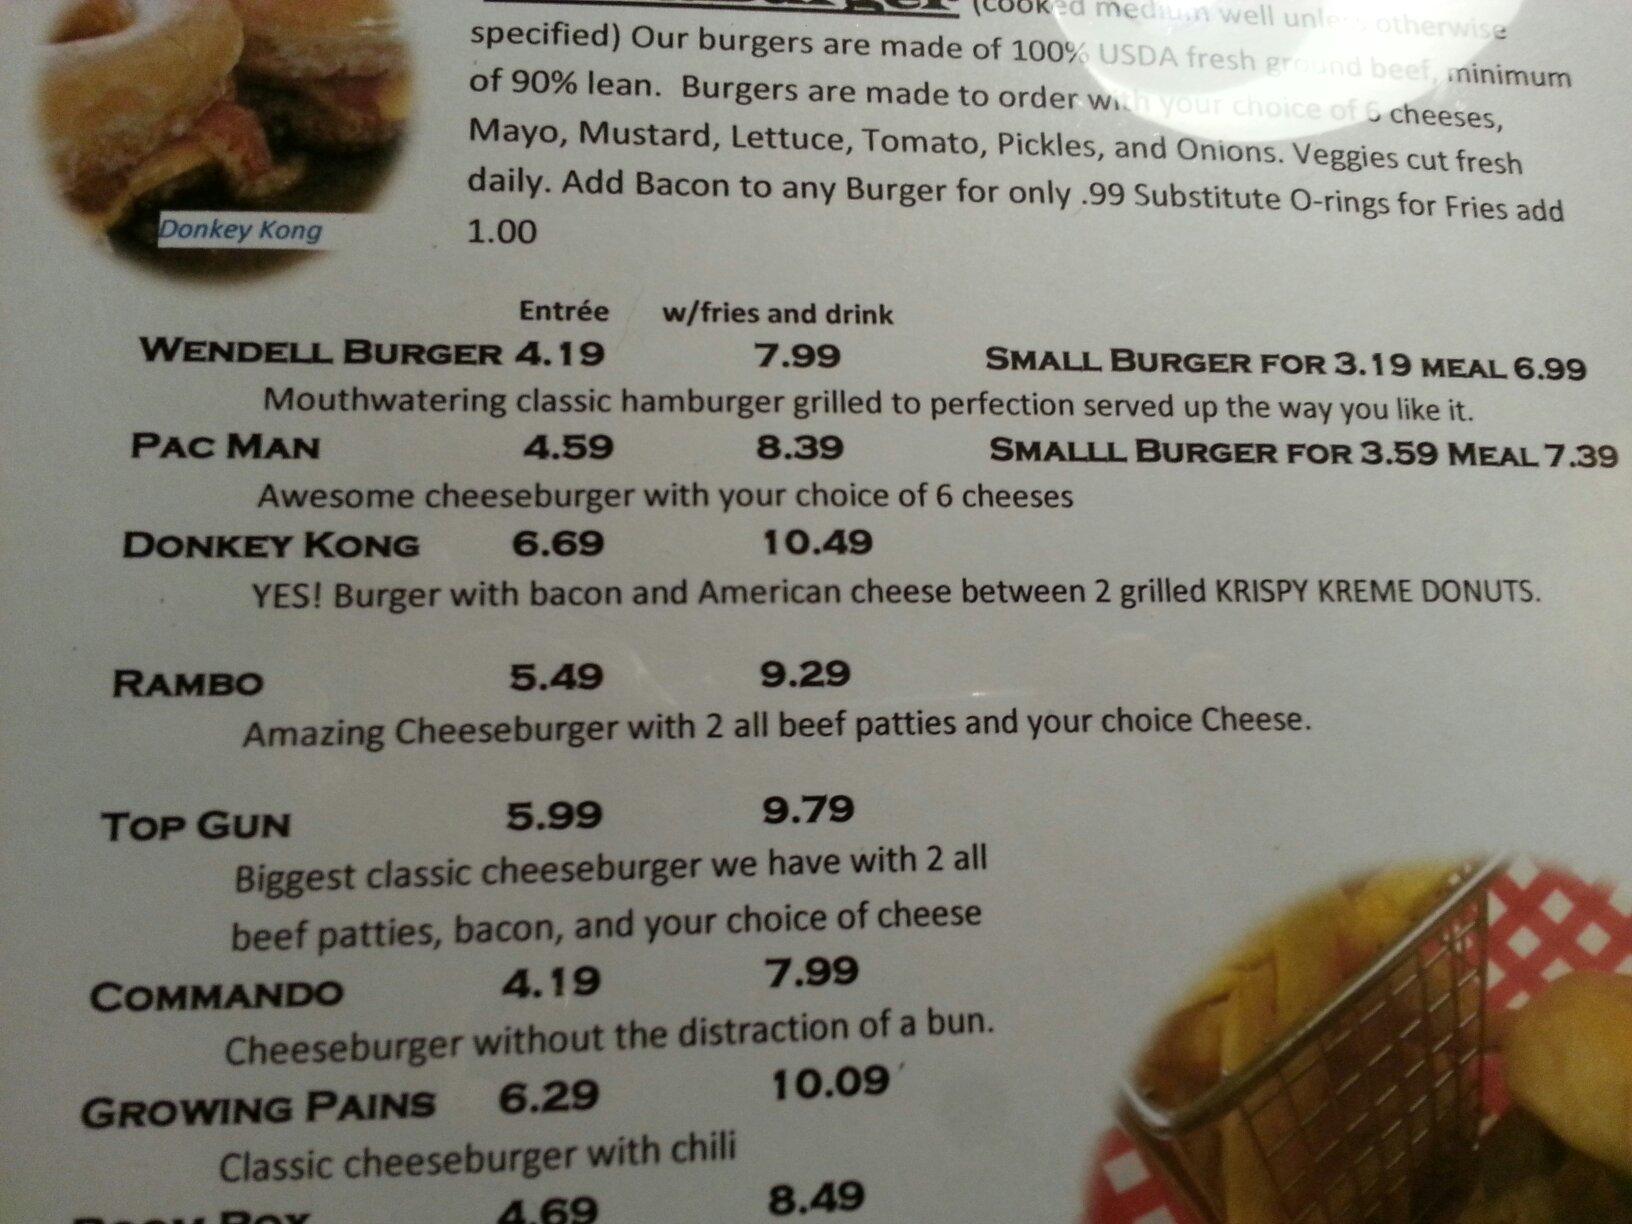 (cooked medium well unless otherwise
specified) Our burgers are made of 100% USDA fresh ground beef, minimum
of 90% lean. Burgers are made to order with your choice of 6 cheeses,
Mayo, Mustard, Lettuce, Tomato, Pickles, and Onions. Veggies cut fresh
daily. Add Bacon to any Burger for only .99 Substitute O-rings for Fries add
1.00
Donkey Kong
Entrée w/fries and drink
WENDELL BURGER 4.19 7.99 SMALL BURGER FOR 3.19 MEAL 6.99
Mouthwatering classic hamburger grilled to perfection served up the way you like it.
PAC MAN 4.59 8.39 SMALLL BURGER FOR 3.59 MEAL 7.39
Awesome cheeseburger with your choice of 6 cheeses
DONKEY KONG 6.69 10.49
YES! Burger with bacon and American cheese between 2 grilled KRISPY KREME DONUTS.
RAMBO 5.49 9.29
Amazing Cheeseburger with 2 all beef patties and your choice Cheese.
TOP GUN 5.99 9.79
Biggest classic cheeseburger we have with 2 all
beef patties, bacon, and your choice of cheese
COMMANDO 4.19 7.99
Cheeseburger without the distraction of a bun.
GROWING PAINS 6.29 10.09
Classic cheeseburger with chili
4.69 8.49